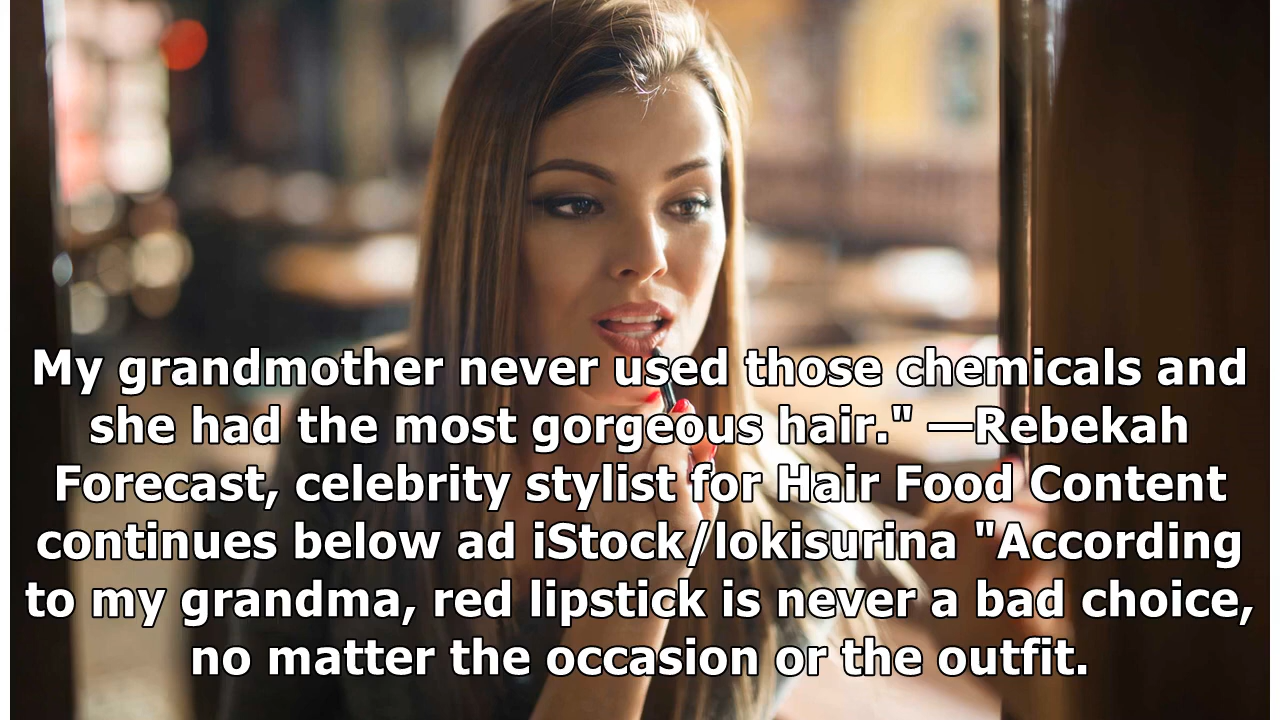 My grandmother never used those chemicals and
she had the most gorgeous hair." —Rebekah
Forecast, celebrity stylist for Hair Food Content
continues below ad iStock/lokisurina "According
to my grandma, red lipstick is never a bad choice,
no matter the occasion or the outfit.